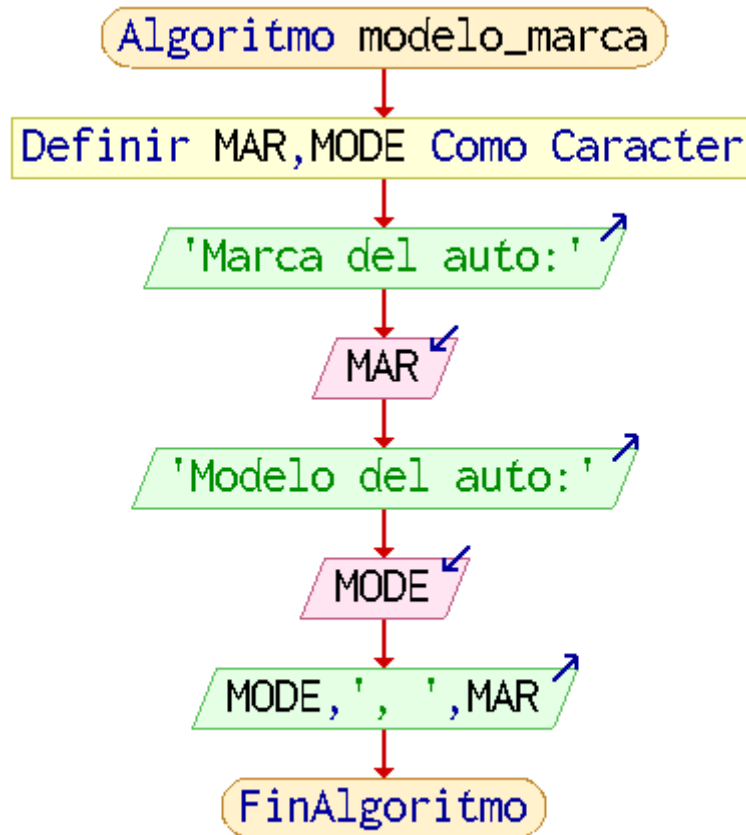 Algoritmo modelo_marca
Definir MAR,MODE Como Caracter
'Marca del auto:'
MAR
'Modelo del auto:'
MODE
MODE,', ',MAR
FinAlgoritmo